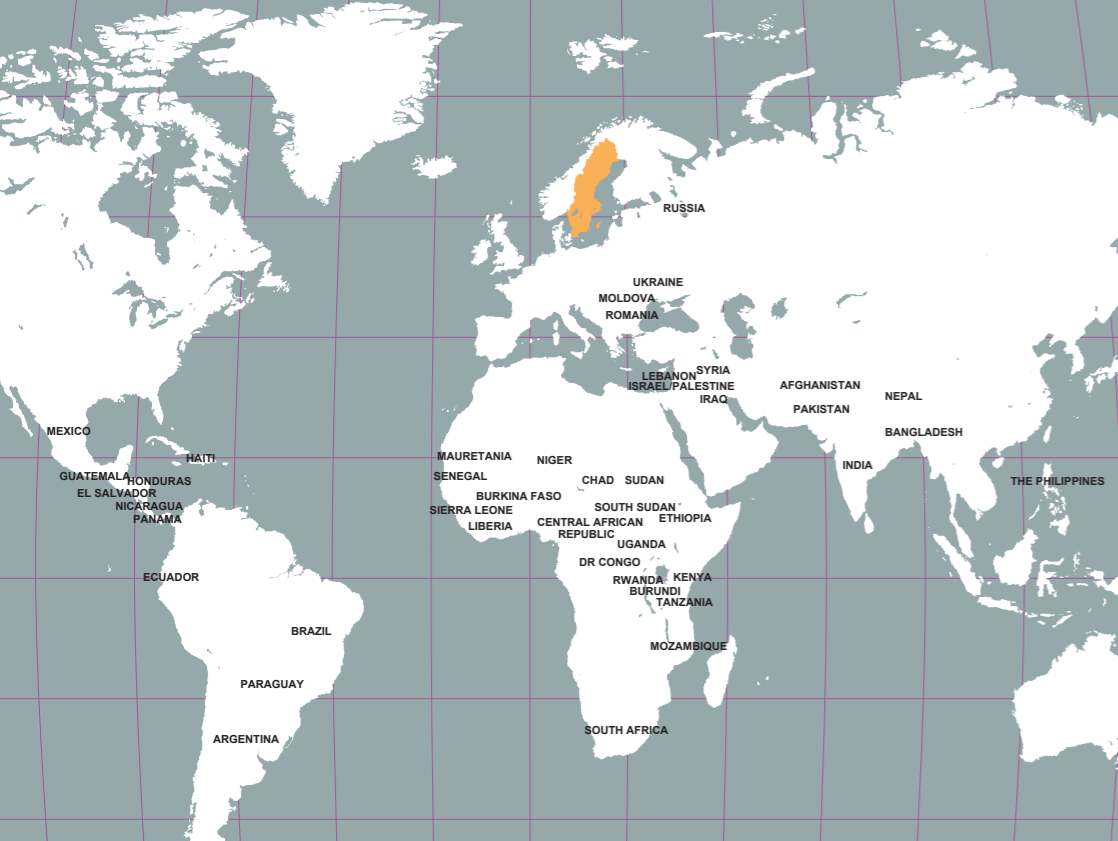 RUSSIA
UKRAINE
MOLDOVA
ROMANIA
SYRIA
LEBANON
ISRAEL/PALESTINE
IRAQ
AFGHANISTAN
NEPAL
PAKISTAN
BANGLADESH
INDIA
THE PHILIPPINES
MEXICO
HAITI
GUATEMALA
HONDURAS
EL SALVADOR
NICARAGUA
PANAMA
ECUADOR
BRAZIL
PARAGUAY
ARGENTINA
MAURETANIA
NIGER
SENEGAL
CHAD
SUDAN
BURKINA FASO
SIERRA LEONE
SOUTH SUDAN
LIBERIA
CENTRAL AFRICAN
REPUBLIC
ETHIOPIA
UGANDA
DR CONGO
RWANDA
KENYA
BURUNDI
TANZANIA
MOZAMBIQUE
SOUTH AFRICA